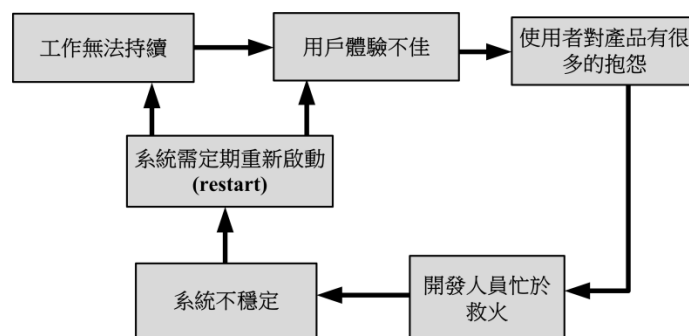 工作無法持續
用戶體驗不佳
使用者對產品有很
多的抱怨
系統需定期重新啟動
(restart)
系統不穩定
開發人員忙於
救火